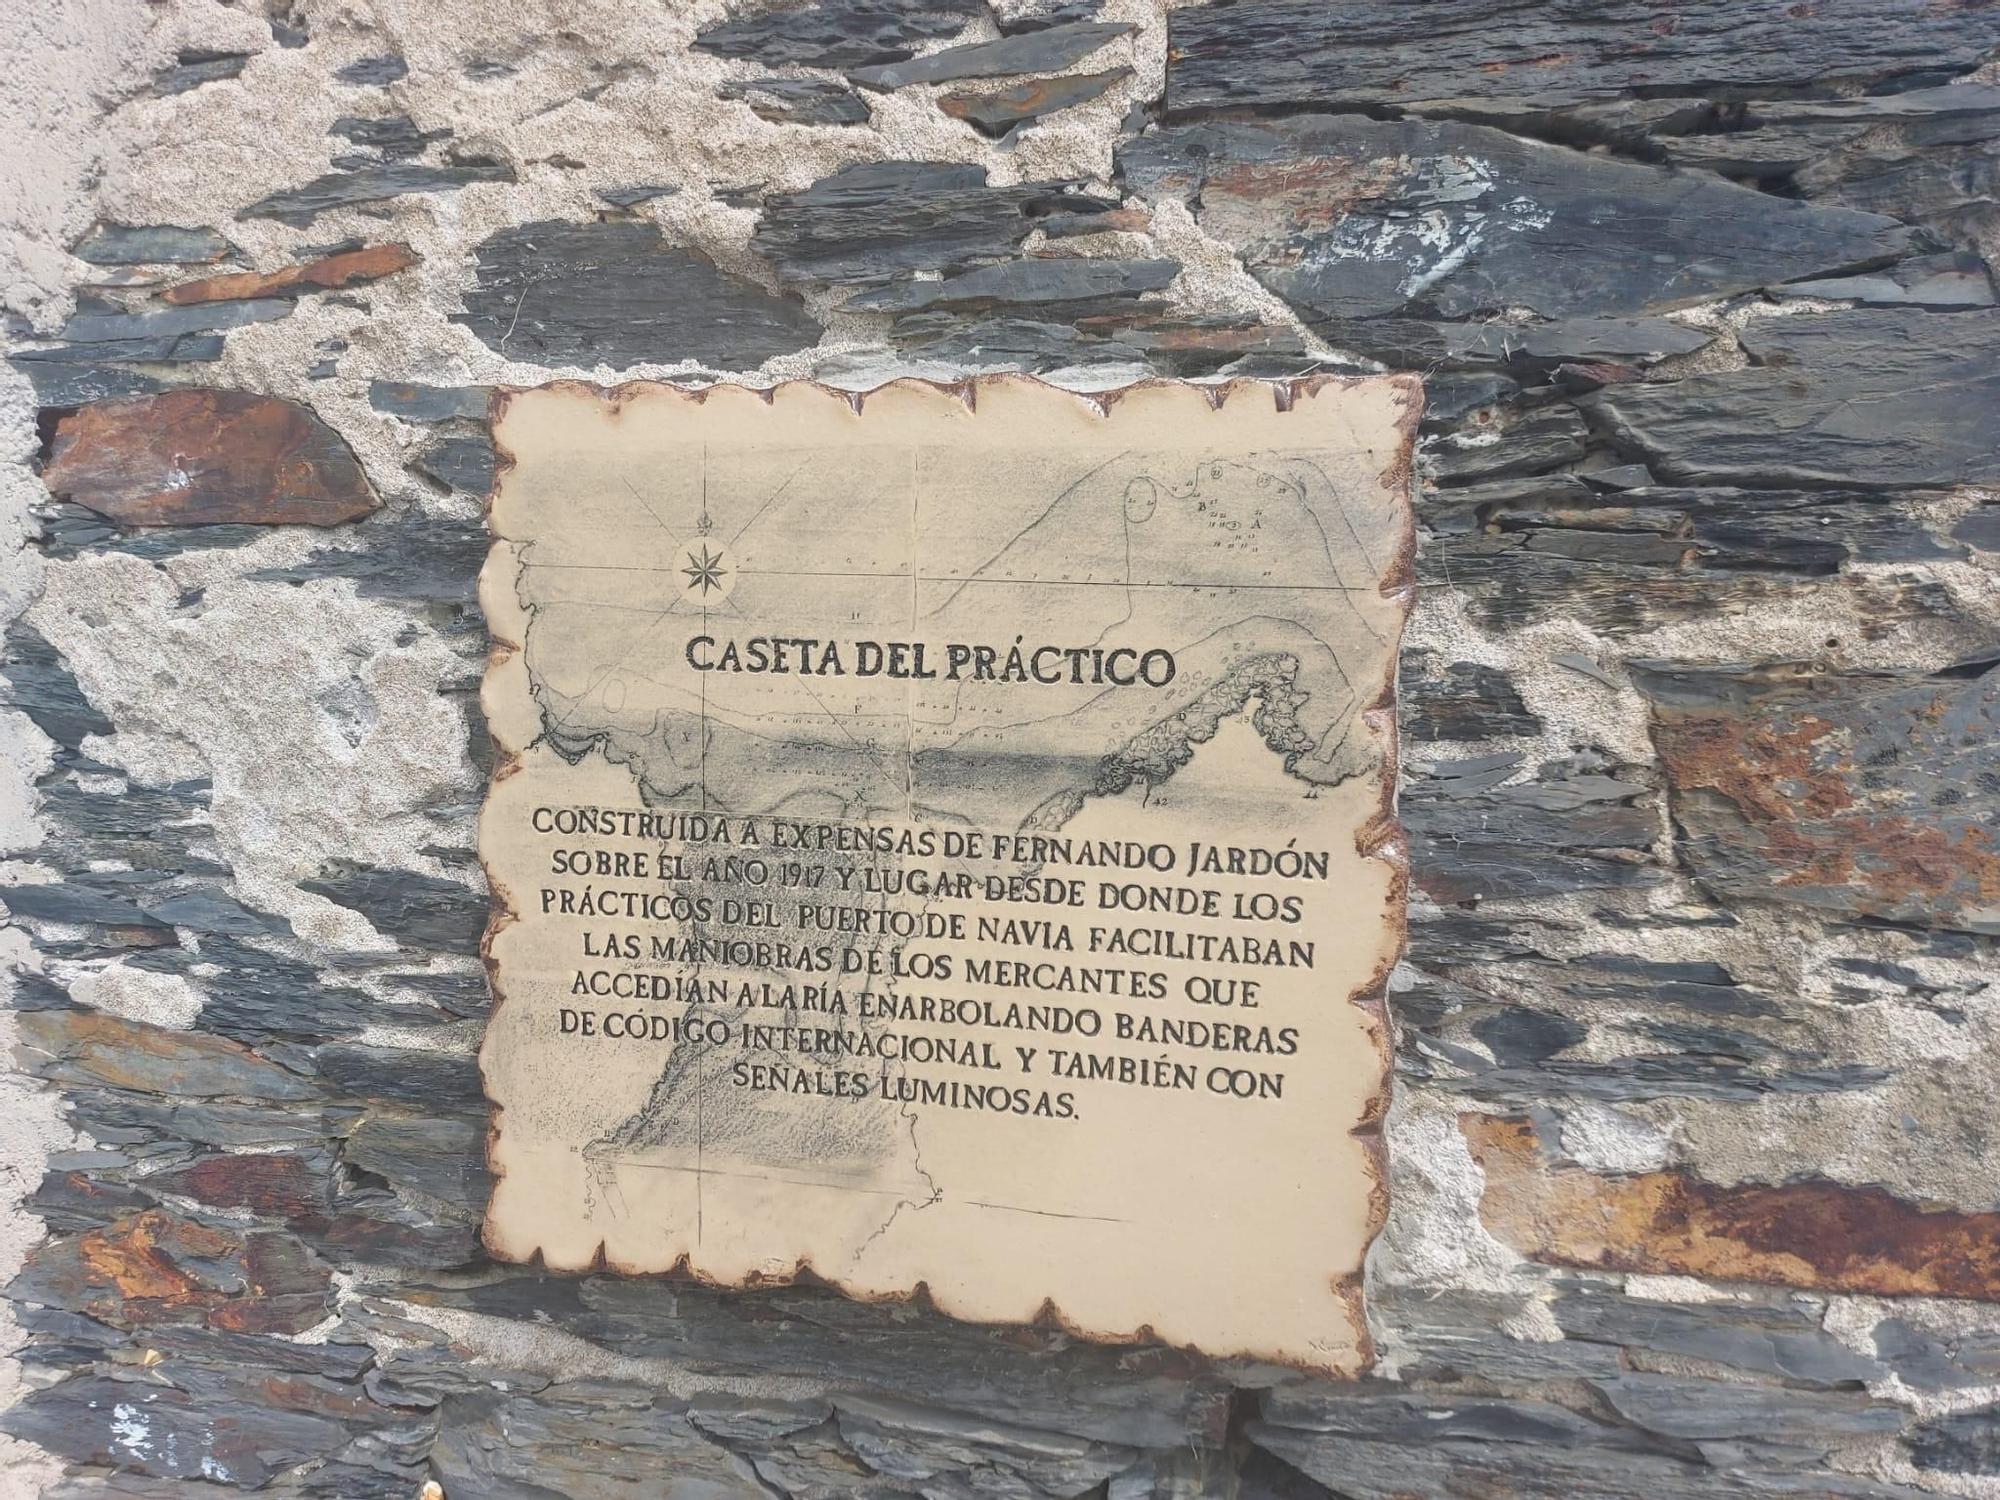 CASETA DEL PRÁCTICO
CONSTRUIDA A EXPENSAS DE FERNANDO JARDÓN
SOBRE EL AÑO 1917 Y LUGAR DESDE DONDE LOS
PRÁCTICOS DEL PUERTO DE NAVIA FACILITABAN
LAS MANIOBRAS DE LOS MERCANTES QUE
ACCEDÍAN A LA RÍA ENARBOLANDO BANDERAS
DE CÓDIGO INTERNACIONAL Y TAMBIÉN CON
SEÑALES LUMINOSAS.